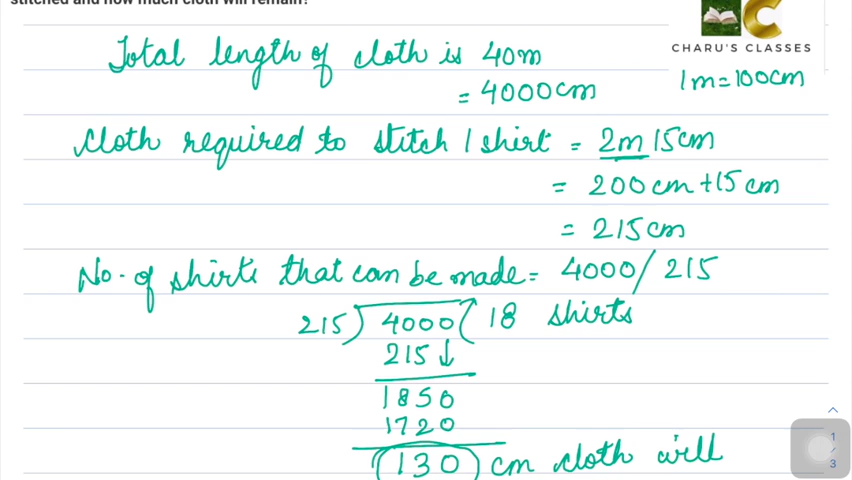 stitched and how much cloth will remain?
C
CHARU'S CLASSES
Total length of cloth is 40m
= 4000cm
1m=100cm
Cloth required to stitch 1 shirt = 2m 15cm
= 200cm+15 cm
= 215cm
No. of shirts that can be made= 4000/215
215)4000(18 shirts
215↓
1850
1720
130 cm cloth will
1
3